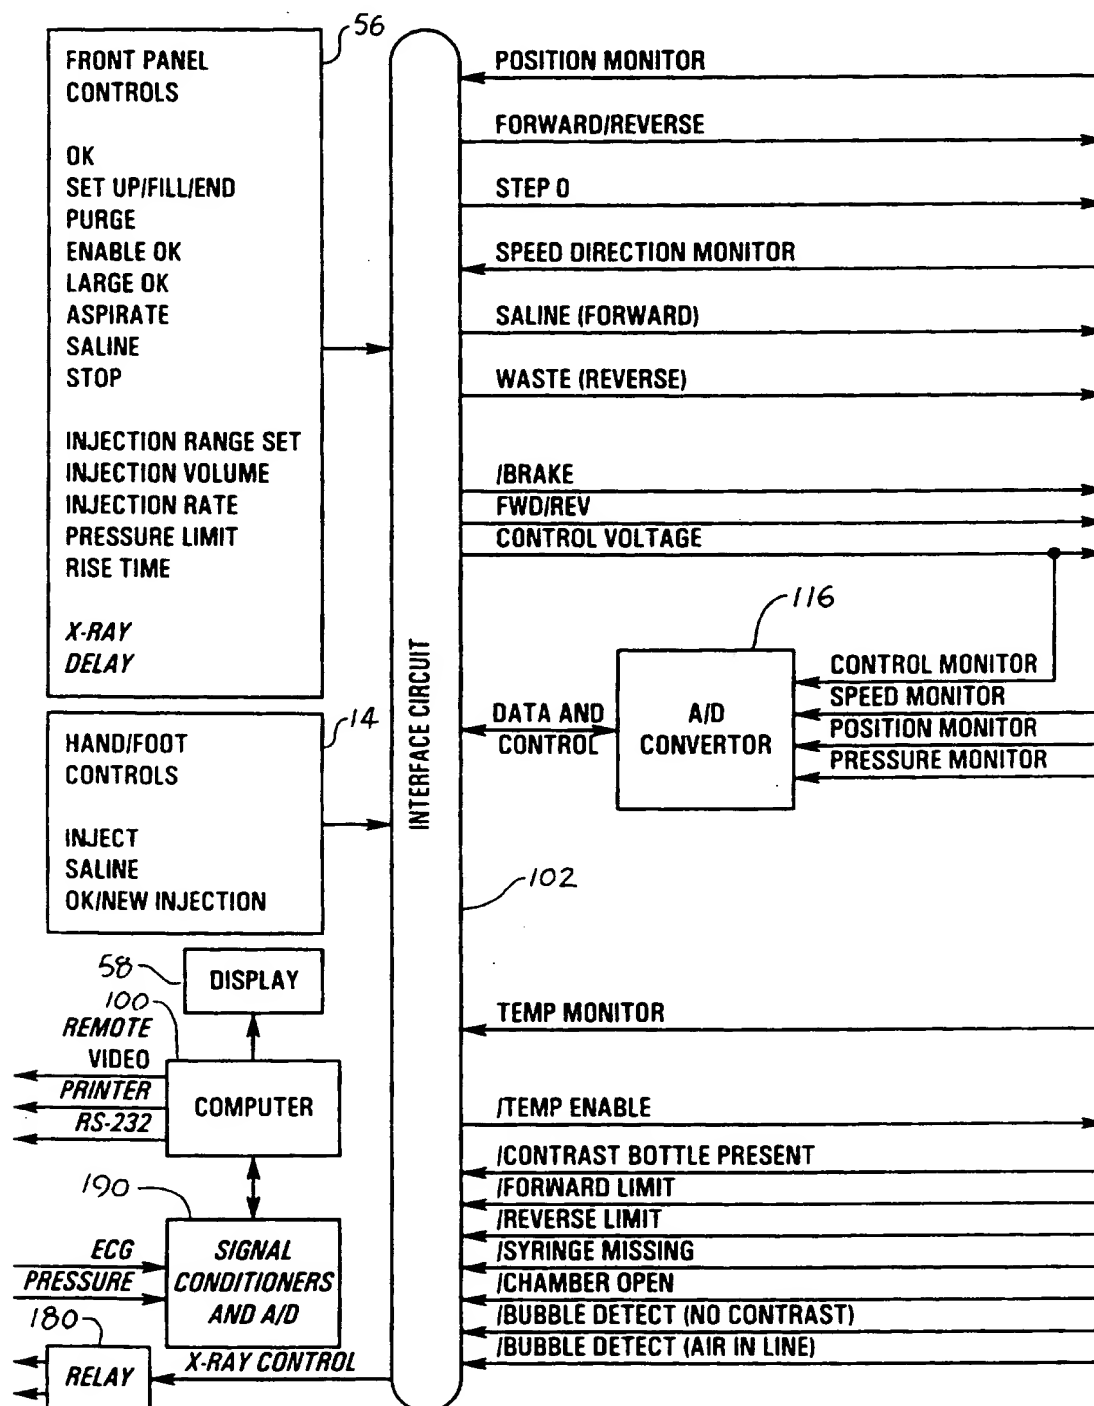 56
FRONT PANEL
CONTROLS
OK
SET UP/FILL/END
PURGE
ENABLE OK
LARGE OK
ASPIRATE
SALINE
STOP
INJECTION RANGE SET
INJECTION VOLUME
INJECTION RATE
PRESSURE LIMIT
RISE TIME
X-RAY
DELAY
14
HAND/FOOT
CONTROLS
INJECT
SALINE
OK/NEW INJECTION
58
DISPLAY
100
REMOTE
VIDEO
PRINTER
RS-232
COMPUTER
190
ECG
PRESSURE
SIGNAL
CONDITIONERS
AND A/D
180
RELAY
X-RAY CONTROL
INTERFACE CIRCUIT
102
POSITION MONITOR
FORWARD/REVERSE
STEP 0
SPEED DIRECTION MONITOR
SALINE (FORWARD)
WASTE (REVERSE)
/BRAKE
FWD/REV
CONTROL VOLTAGE
116
DATA AND
CONTROL
A/D
CONVERTOR
CONTROL MONITOR
SPEED MONITOR
POSITION MONITOR
PRESSURE MONITOR
TEMP MONITOR
/TEMP ENABLE
/CONTRAST BOTTLE PRESENT
/FORWARD LIMIT
/REVERSE LIMIT
/SYRINGE MISSING
/CHAMBER OPEN
/BUBBLE DETECT (NO CONTRAST)
/BUBBLE DETECT (AIR IN LINE)